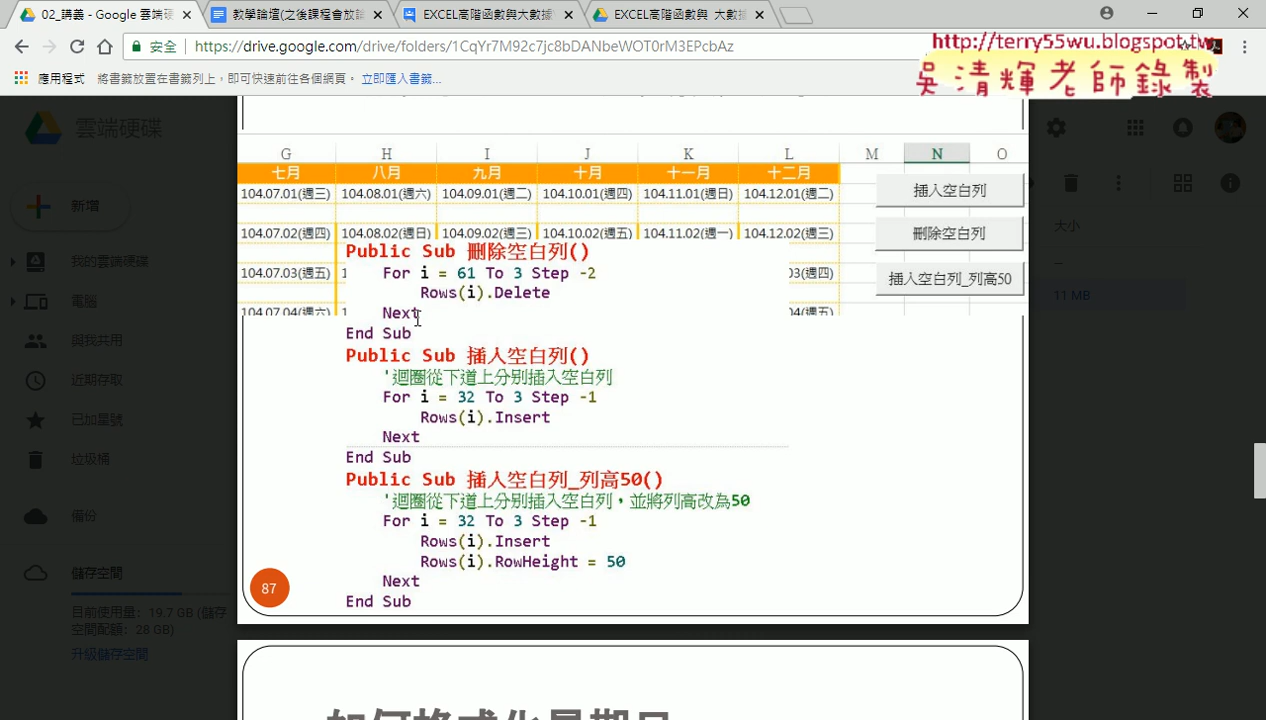 02_講義 - Google 雲端硬
教學論壇(之後課程會放論
EXCEL高階函數與大數據
EXCEL高階函數與 大數
安全 https://drive.google.com/drive/folders/1CqYr7M92c7jc8bDANbeWOT0rM3EPcbAz
http://terry55wu.blogspot.tw
吳清輝老師錄製
應用程式 將書籤放置在書籤列上，即可快速前往各個網頁。 立即匯入書籤...
雲端硬碟
新增
我的雲端硬碟
電腦
與我共用
近期存取
已加星號
垃圾桶
備份
儲存空間
目前使用量：19.7 GB (儲存
空間配額：28 GB)
升級儲存空間
大小
–
11 MB
G H I J K L M N O
七月 八月 九月 十月 十一月 十二月
104.07.01(週三) 104.08.01(週六) 104.09.01(週二) 104.10.01(週四) 104.11.01(週日) 104.12.01(週二)
104.07.02(週四) 104.08.02(週日) 104.09.02(週三) 104.10.02(週五) 104.11.02(週一) 104.12.02(週三)
104.07.03(週五) 1 03(週四)
104.07.04(週六) 1 04(週五)
插入空白列
刪除空白列
插入空白列_列高50
Public Sub 刪除空白列()
For i = 61 To 3 Step -2
Rows(i).Delete
Next
End Sub
Public Sub 插入空白列()
'迴圈從下道上分別插入空白列
For i = 32 To 3 Step -1
Rows(i).Insert
Next
End Sub
Public Sub 插入空白列_列高50()
'迴圈從下道上分別插入空白列，並將列高改為50
For i = 32 To 3 Step -1
Rows(i).Insert
Rows(i).RowHeight = 50
Next
End Sub
87